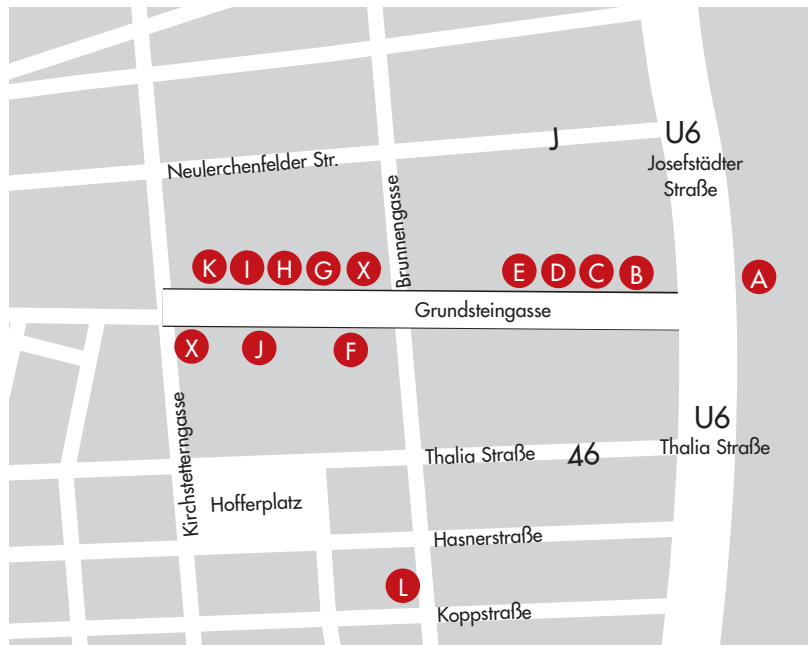 J
U6
Josefstädter
Straße
Neulerchenfelder Str.
Brunnengasse
K
I
H
G
X
E
D
C
B
A
Grundsteingasse
X
J
F
Kirchstetterngasse
U6
Thalia Straße
Thalia Straße
46
Hofferplatz
Hasnerstraße
L
Koppstraße